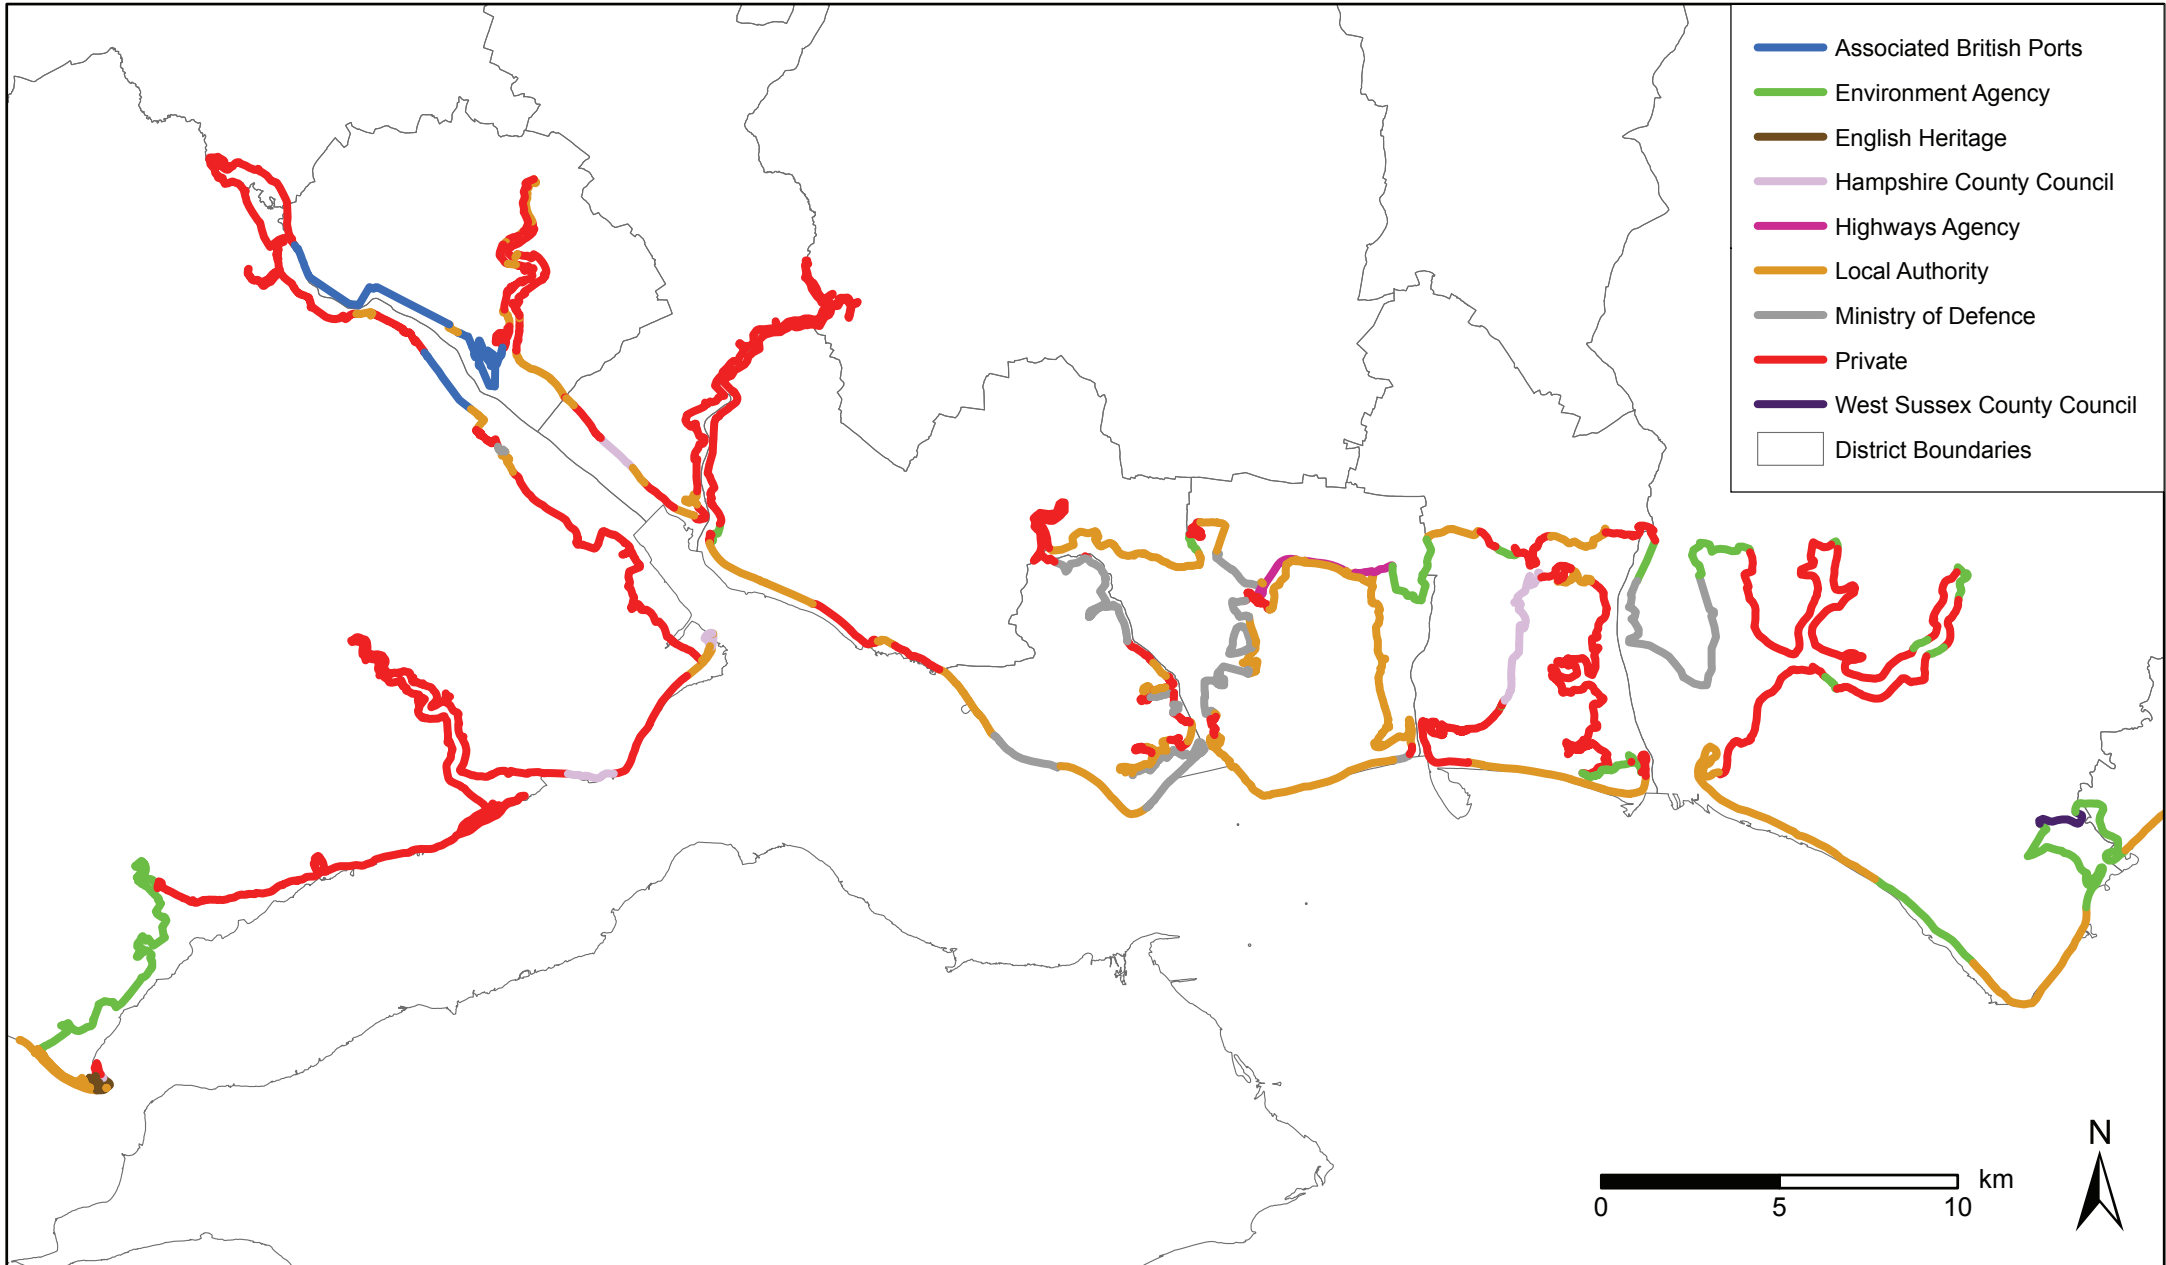 Associated British Ports
Environment Agency
English Heritage
Hampshire County Council
Highways Agency
Local Authority
Ministry of Defence
Private
West Sussex County Council
District Boundaries
N
km
0 5 10